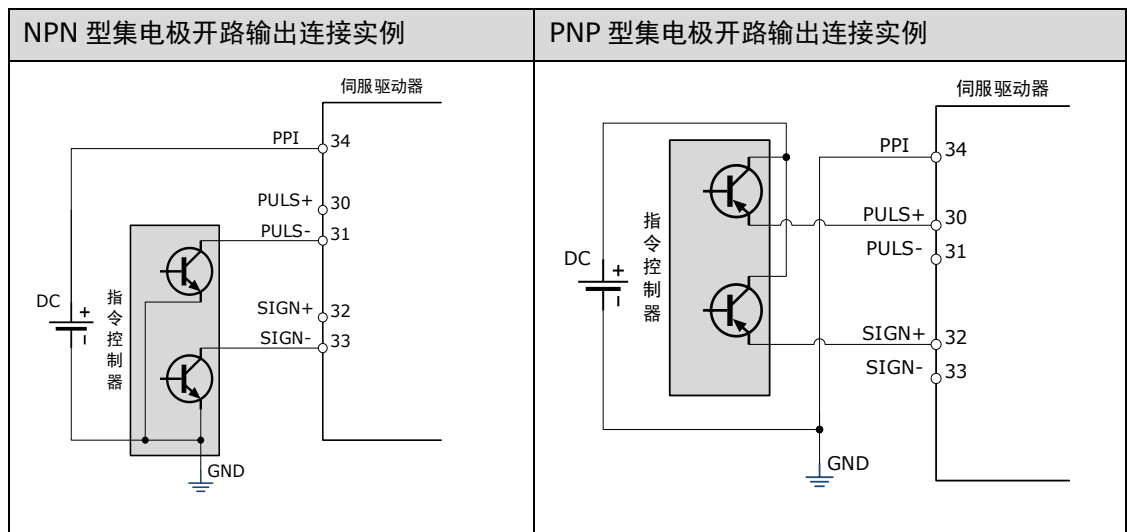 NPN 型集电极开路输出连接实例
PNP 型集电极开路输出连接实例
伺服驱动器
PPI 34
PULS+ 30
PULS- 31
SIGN+ 32
SIGN- 33
DC
+
-
指令控制器
GND
伺服驱动器
PPI 34
PULS+ 30
PULS- 31
SIGN+ 32
SIGN- 33
DC
+
-
指令控制器
GND